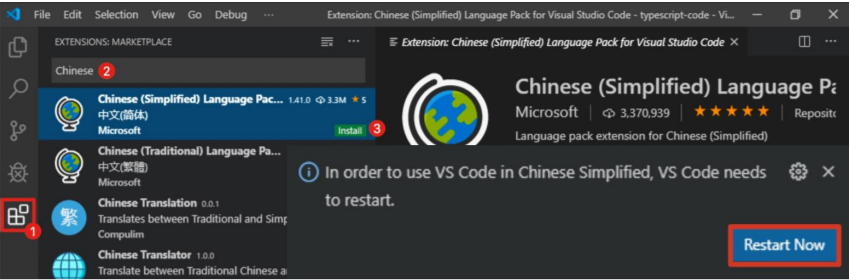 File Edit Selection View Go Debug ··· Extension: Chinese (Simplified) Language Pack for Visual Studio Code - typescript-code - Vi...
EXTENSIONS: MARKETPLACE
Extension: Chinese (Simplified) Language Pack for Visual Studio Code
Chinese 2
Chinese (Simplified) Language Pac... 1.41.0 3.3M ★ 5
中文(简体)
Microsoft Install 3
Chinese (Traditional) Language Pa...
中文(繁體)
Microsoft
1
繁
Chinese Translation 0.0.1
Translates between Traditional and Simp
Compulim
Chinese Translator 1.0.0
Translate between Traditional Chinese a
Chinese (Simplified) Language Pa
Microsoft 3,370,939 ★★★★★ Reposito
Language pack extension for Chinese (Simplified)
In order to use VS Code in Chinese Simplified, VS Code needs
to restart.
Restart Now